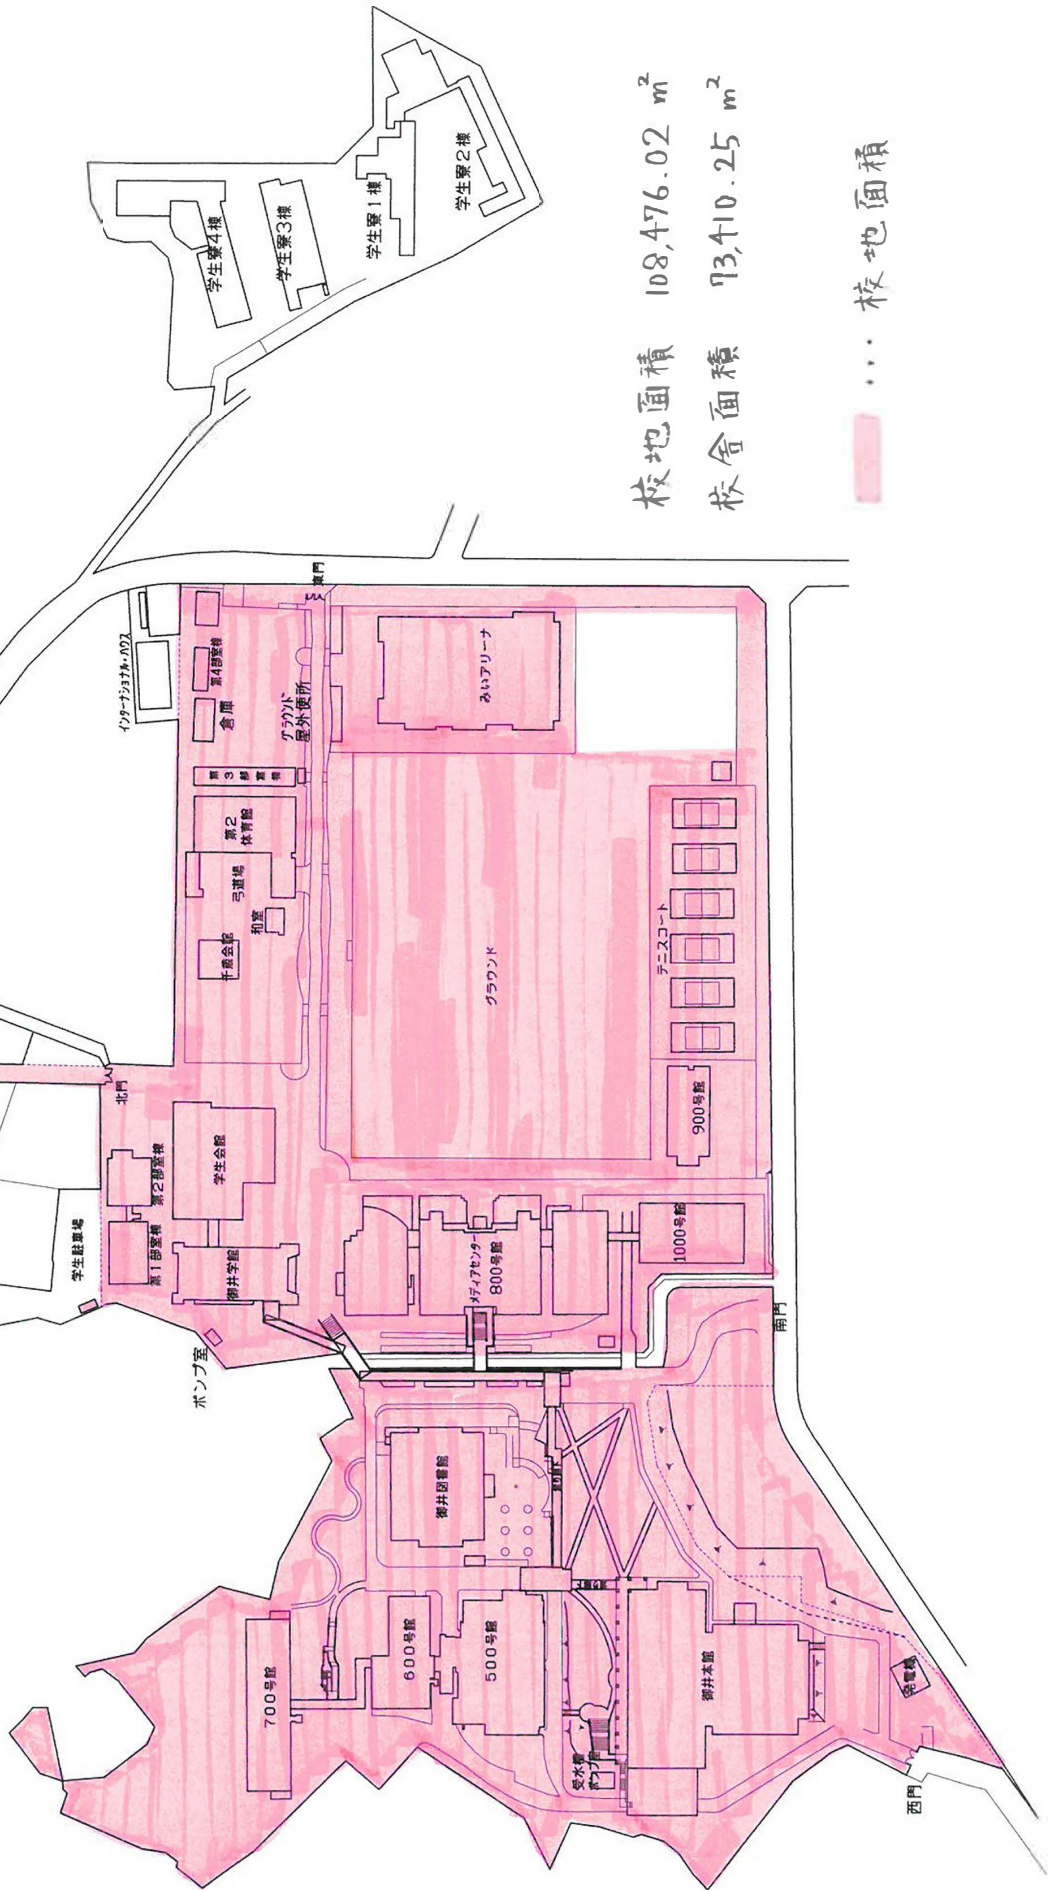 校地面積 108,476.02 m²
校舎面積 73,410.25 m²
・・・ 校地面積
学生寮4棟
学生寮3棟
学生寮1棟
学生寮2棟
インターナショナル・ハウス
東門
第4部室棟
倉庫
グラウンド
屋外便所
みいアリーナ
第3部室棟
第2
体育館
弓道場
和室
千歳会館
グラウンド
テニスコート
900号館
北門
学生会館
第2部室棟
第1部室棟
学生駐車場
御井学館
メディアセンター
800号館
1000号館
南門
ポンプ室
御井図書館
700号館
600号館
500号館
御井本館
受水槽
ポンプ室
発電機
西門